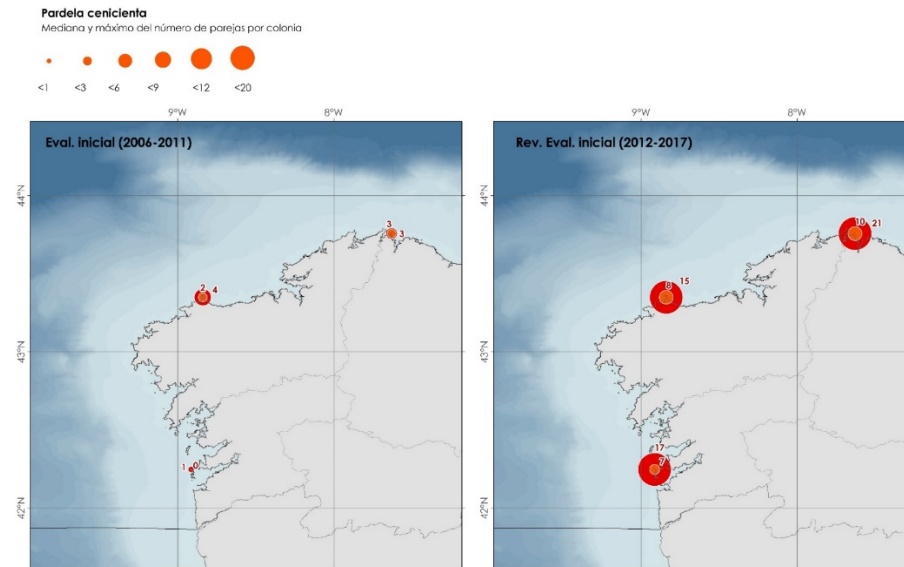 Pardela cenicienta
Mediana y máximo del número de parejas por colonia
<1 <3 <6 <9 <12 <20
9°W 8°W
Eval. inicial (2006-2011)
44°N
3
3
2 4
43°N
1 0
42°N
9°W 8°W
Rev. Eval. inicial (2012-2017)
44°N
10 21
15
8
43°N
17
7
42°N